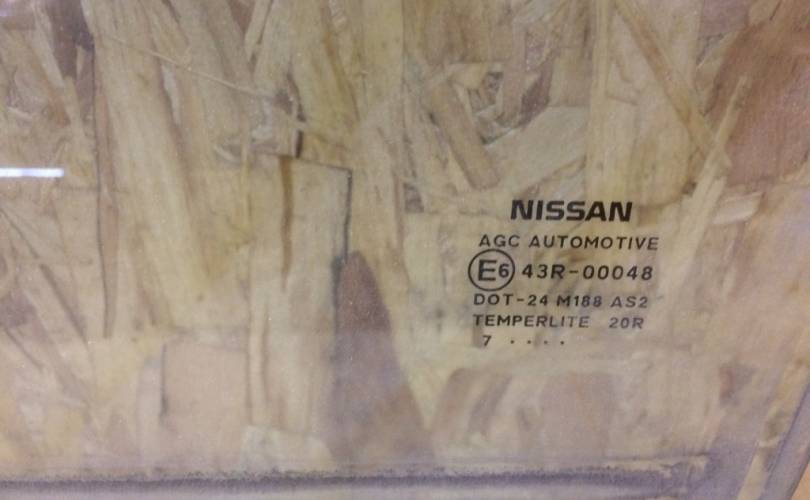 NISSAN
AGC AUTOMOTIVE
E6 43R-00048
DOT-24 M188 AS2
TEMPERLITE 20R
7 . . . .